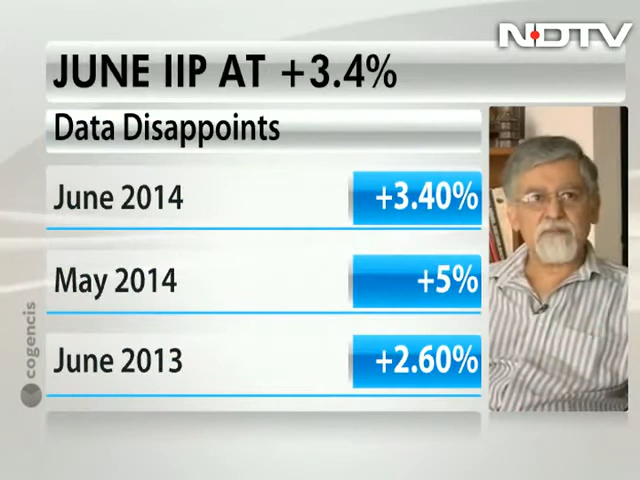 NDTV
JUNE IIP AT +3.4%
Data Disappoints
June 2014 +3.40%
May 2014 +5%
June 2013 +2.60%
cogencis